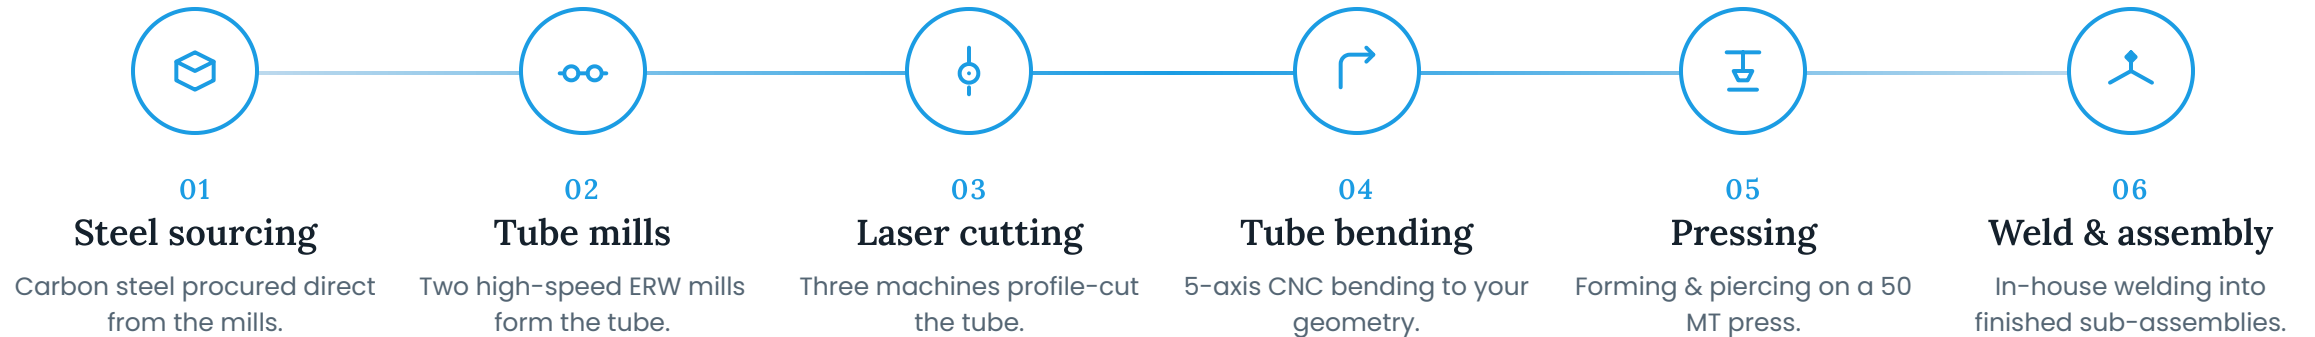 01
Steel sourcing
Carbon steel procured direct
from the mills.
02
Tube mills
Two high-speed ERW mills
form the tube.
03
Laser cutting
Three machines profile-cut
the tube.
04
Tube bending
5-axis CNC bending to your
geometry.
05
Pressing
Forming & piercing on a 50
MT press.
06
Weld & assembly
In-house welding into
finished sub-assemblies.